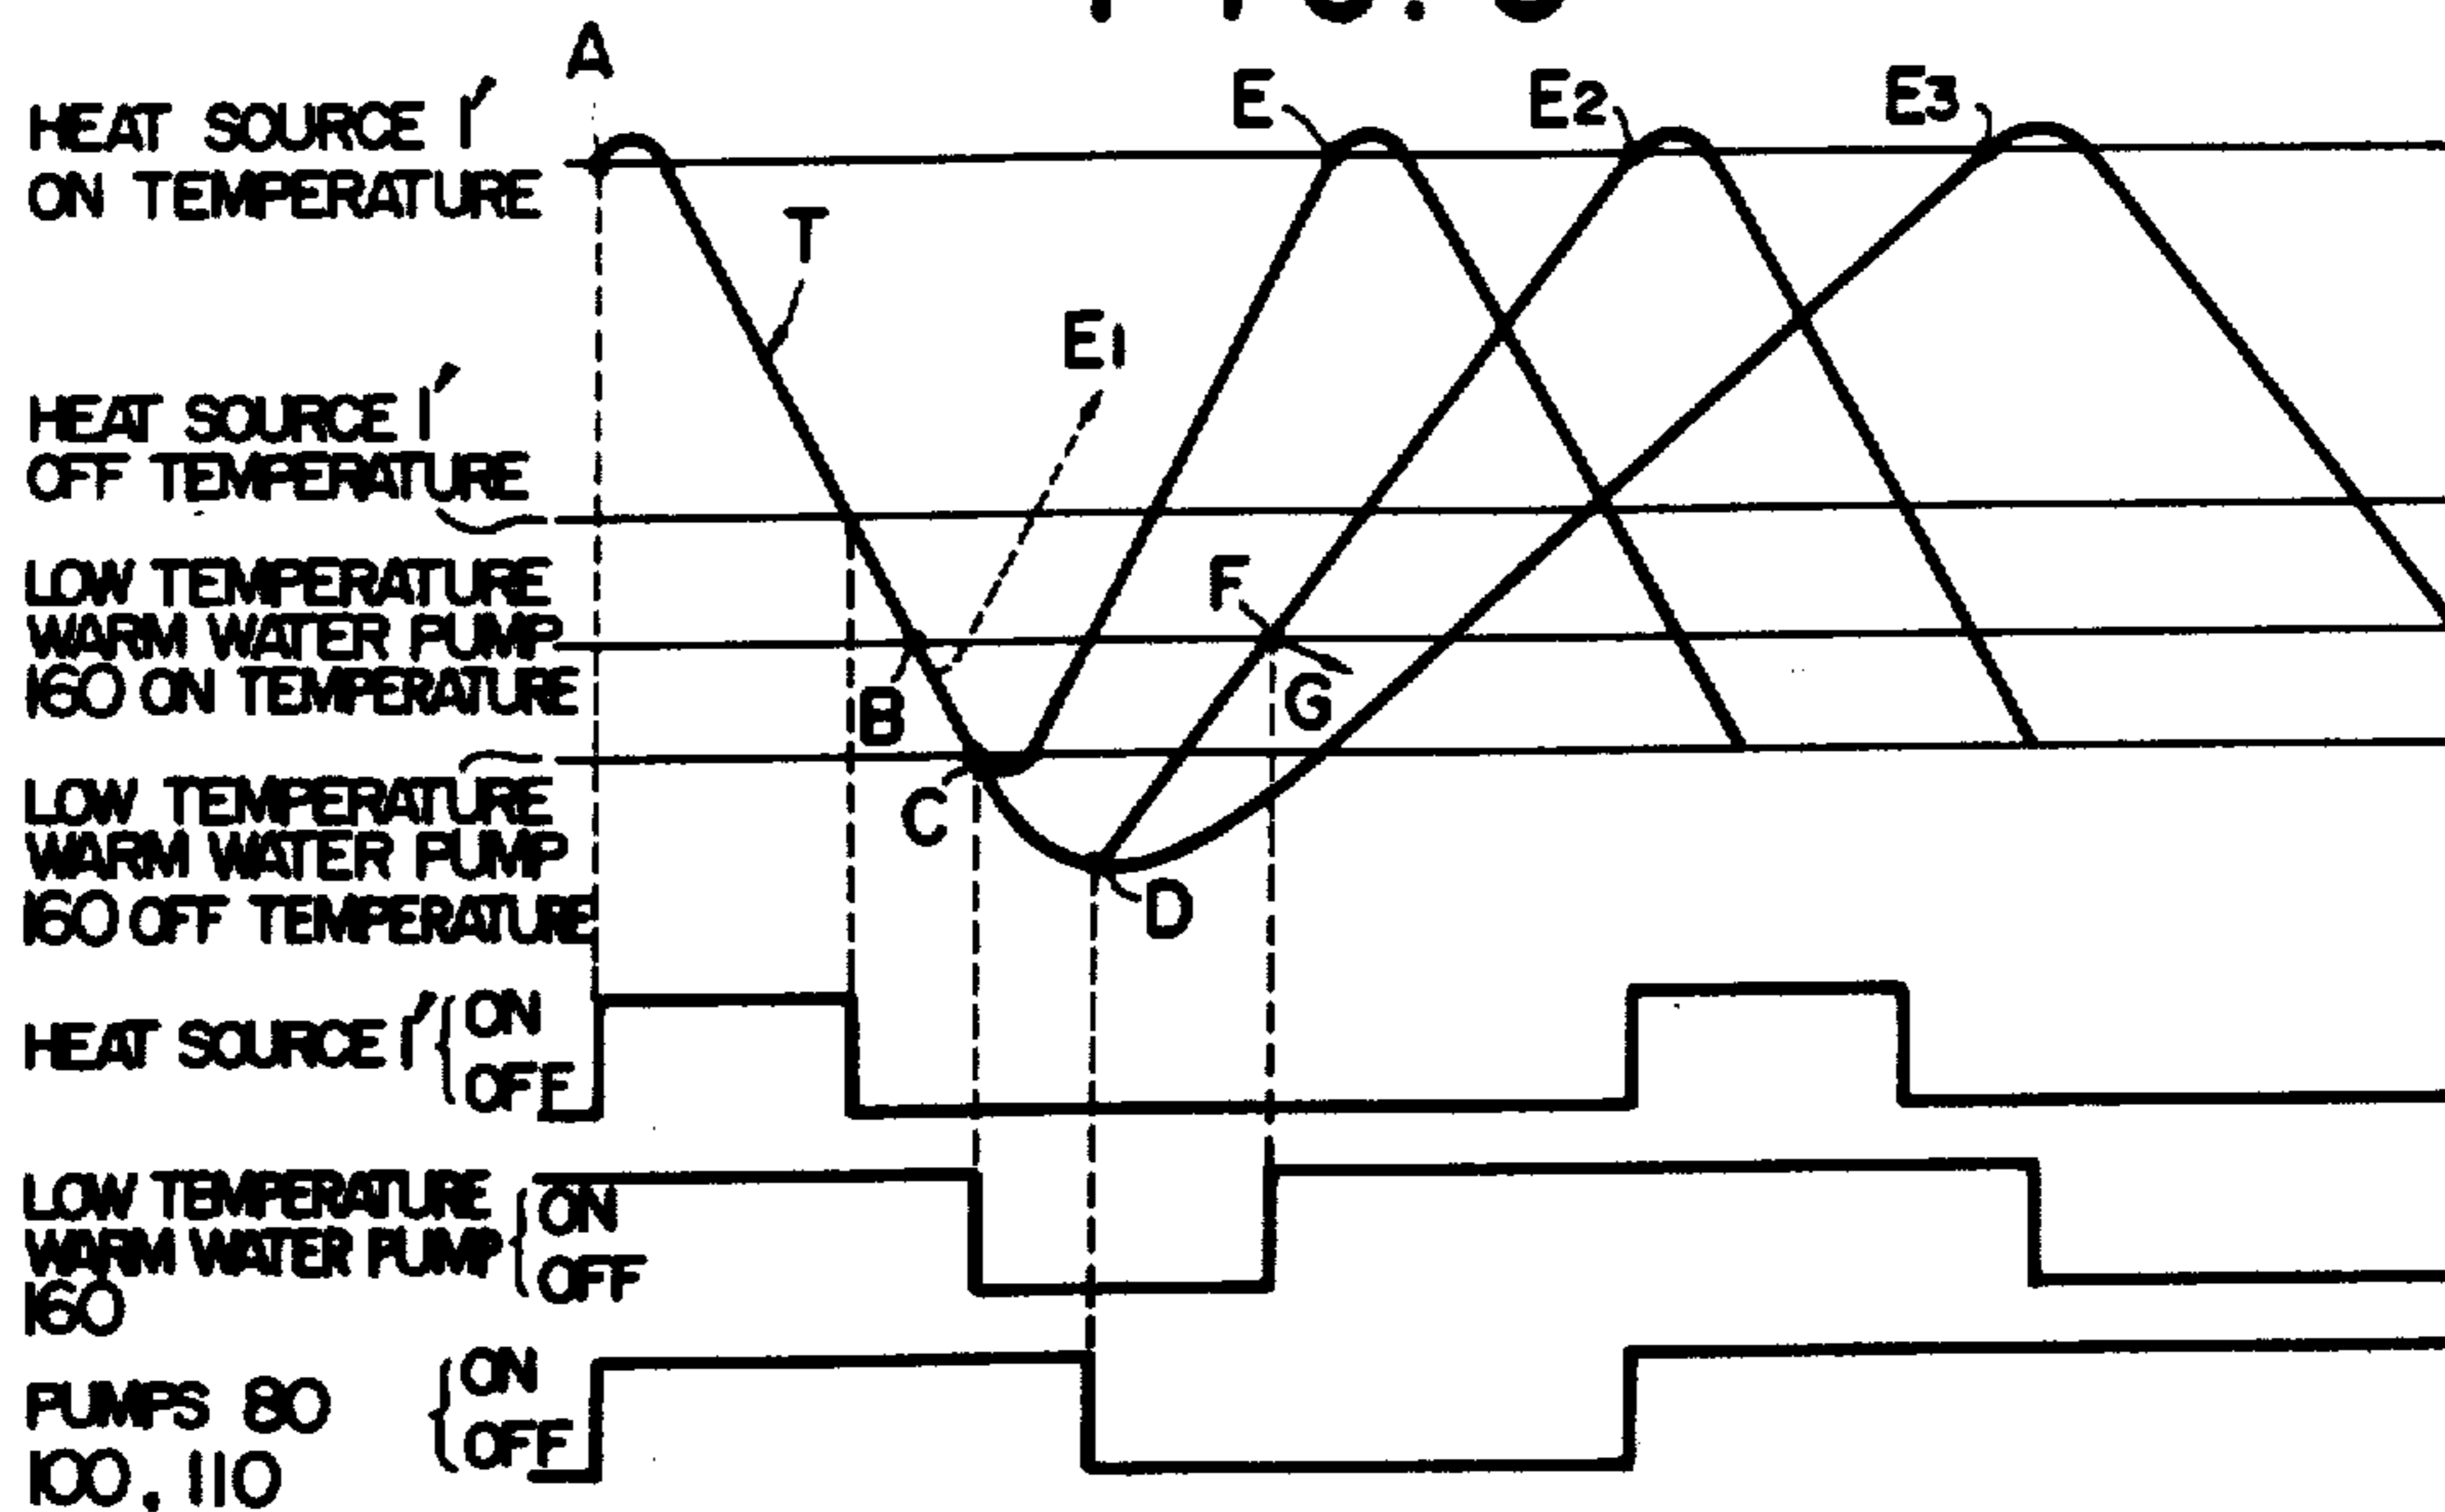 A
E
E2
E3
HEAT SOURCE 1'
ON TEMPERATURE
T
E1
HEAT SOURCE 1'
OFF TEMPERATURE
LOW TEMPERATURE
WARM WATER PUMP
160 ON TEMPERATURE
F
B
G
C
D
LOW TEMPERATURE
WARM WATER PUMP
160 OFF TEMPERATURE
HEAT SOURCE 1'
ON
OFF
LOW TEMPERATURE
WARM WATER PUMP
160
ON
OFF
PUMPS 80
100, 110
ON
OFF